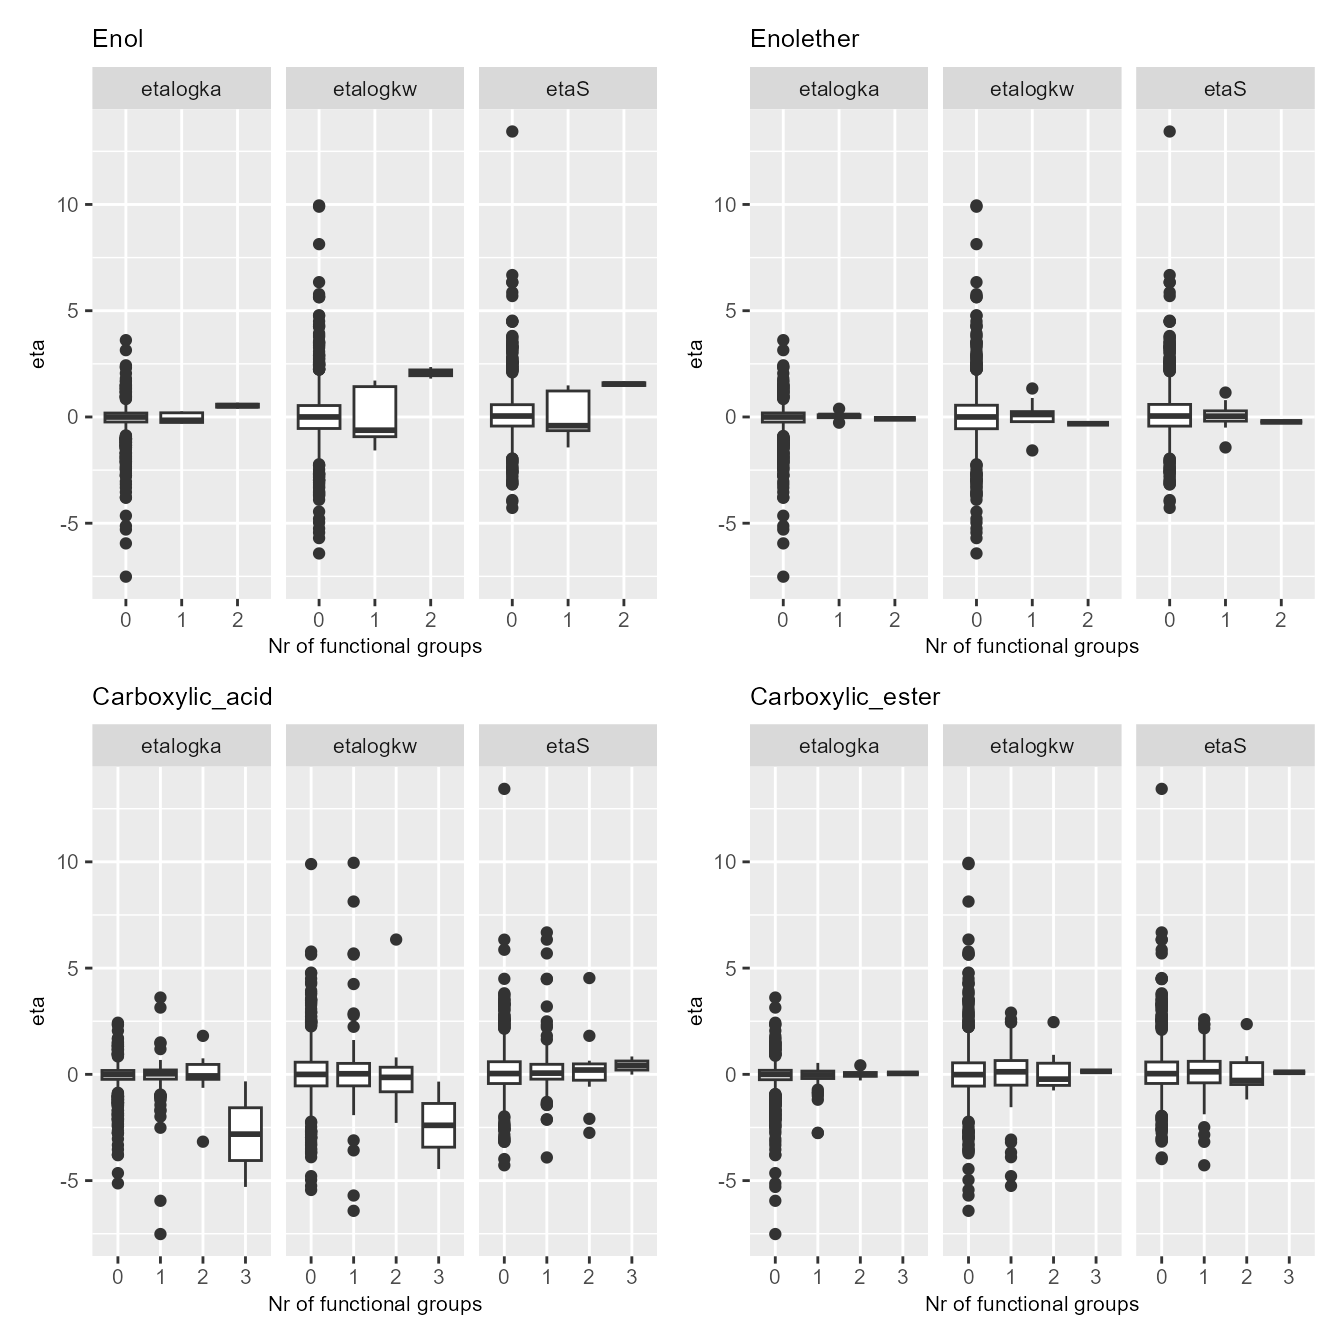 Enol
etalogka etalogkw etaS
10
5
0
-5
eta
0 1 2 0 1 2 0 1 2
Nr of functional groups
Enolether
etalogka etalogkw etaS
10
5
0
-5
eta
0 1 2 0 1 2 0 1 2
Nr of functional groups
Carboxylic_acid
etalogka etalogkw etaS
10
5
0
-5
eta
0 1 2 3 0 1 2 3 0 1 2 3
Nr of functional groups
Carboxylic_ester
etalogka etalogkw etaS
10
5
0
-5
eta
0 1 2 3 0 1 2 3 0 1 2 3
Nr of functional groups